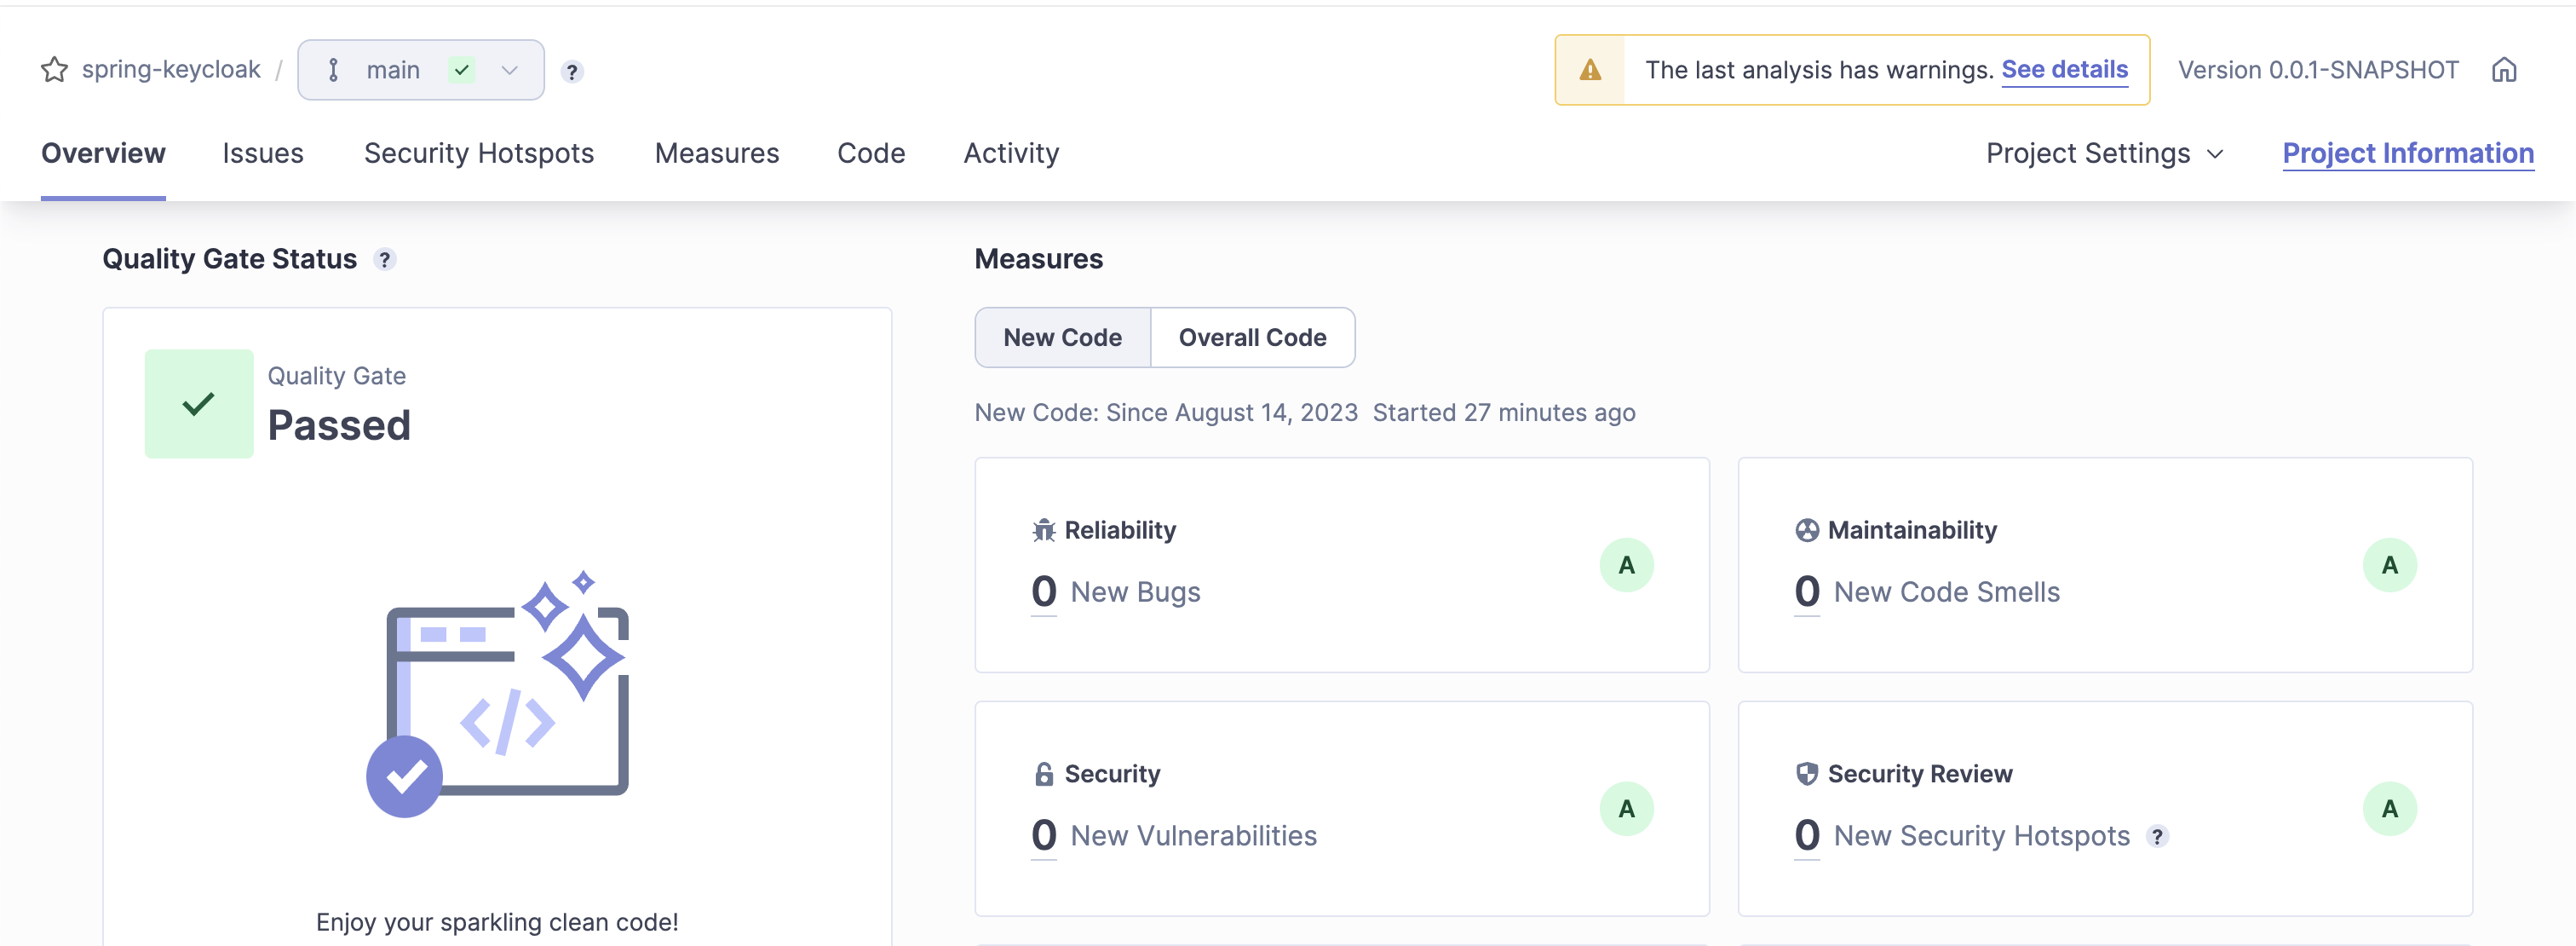 spring-keycloak / main ?
The last analysis has warnings. See details
Version 0.0.1-SNAPSHOT
Overview Issues Security Hotspots Measures Code Activity
Project Settings Project Information
Quality Gate Status ?
Quality Gate
Passed
</>
Enjoy your sparkling clean code!
Measures
New Code Overall Code
New Code: Since August 14, 2023 Started 27 minutes ago
Reliability
0 New Bugs
A
Maintainability
0 New Code Smells
A
Security
0 New Vulnerabilities
A
Security Review
0 New Security Hotspots ?
A